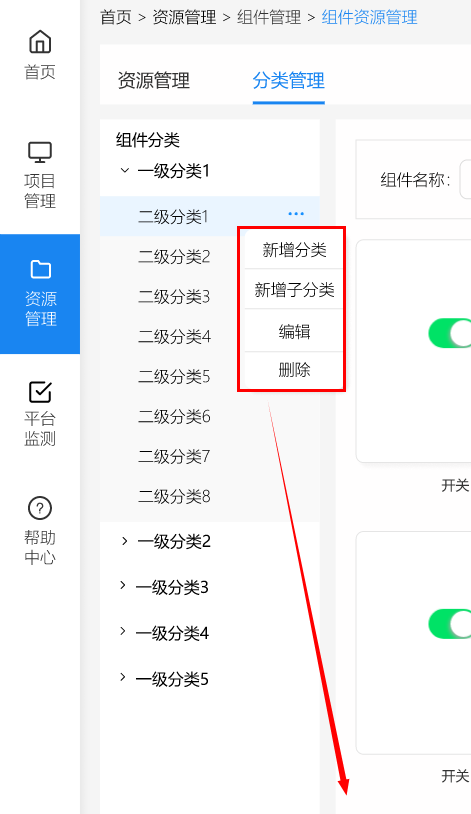 首页 > 资源管理 > 组件管理 > 组件资源管理
首页
项目
管理
资源
管理
平台
监测
帮助
中心
资源管理
分类管理
组件分类
一级分类1
二级分类1
二级分类2
二级分类3
二级分类4
二级分类5
二级分类6
二级分类7
二级分类8
一级分类2
一级分类3
一级分类4
一级分类5
新增分类
新增子分类
编辑
删除
组件名称:
开关
开关